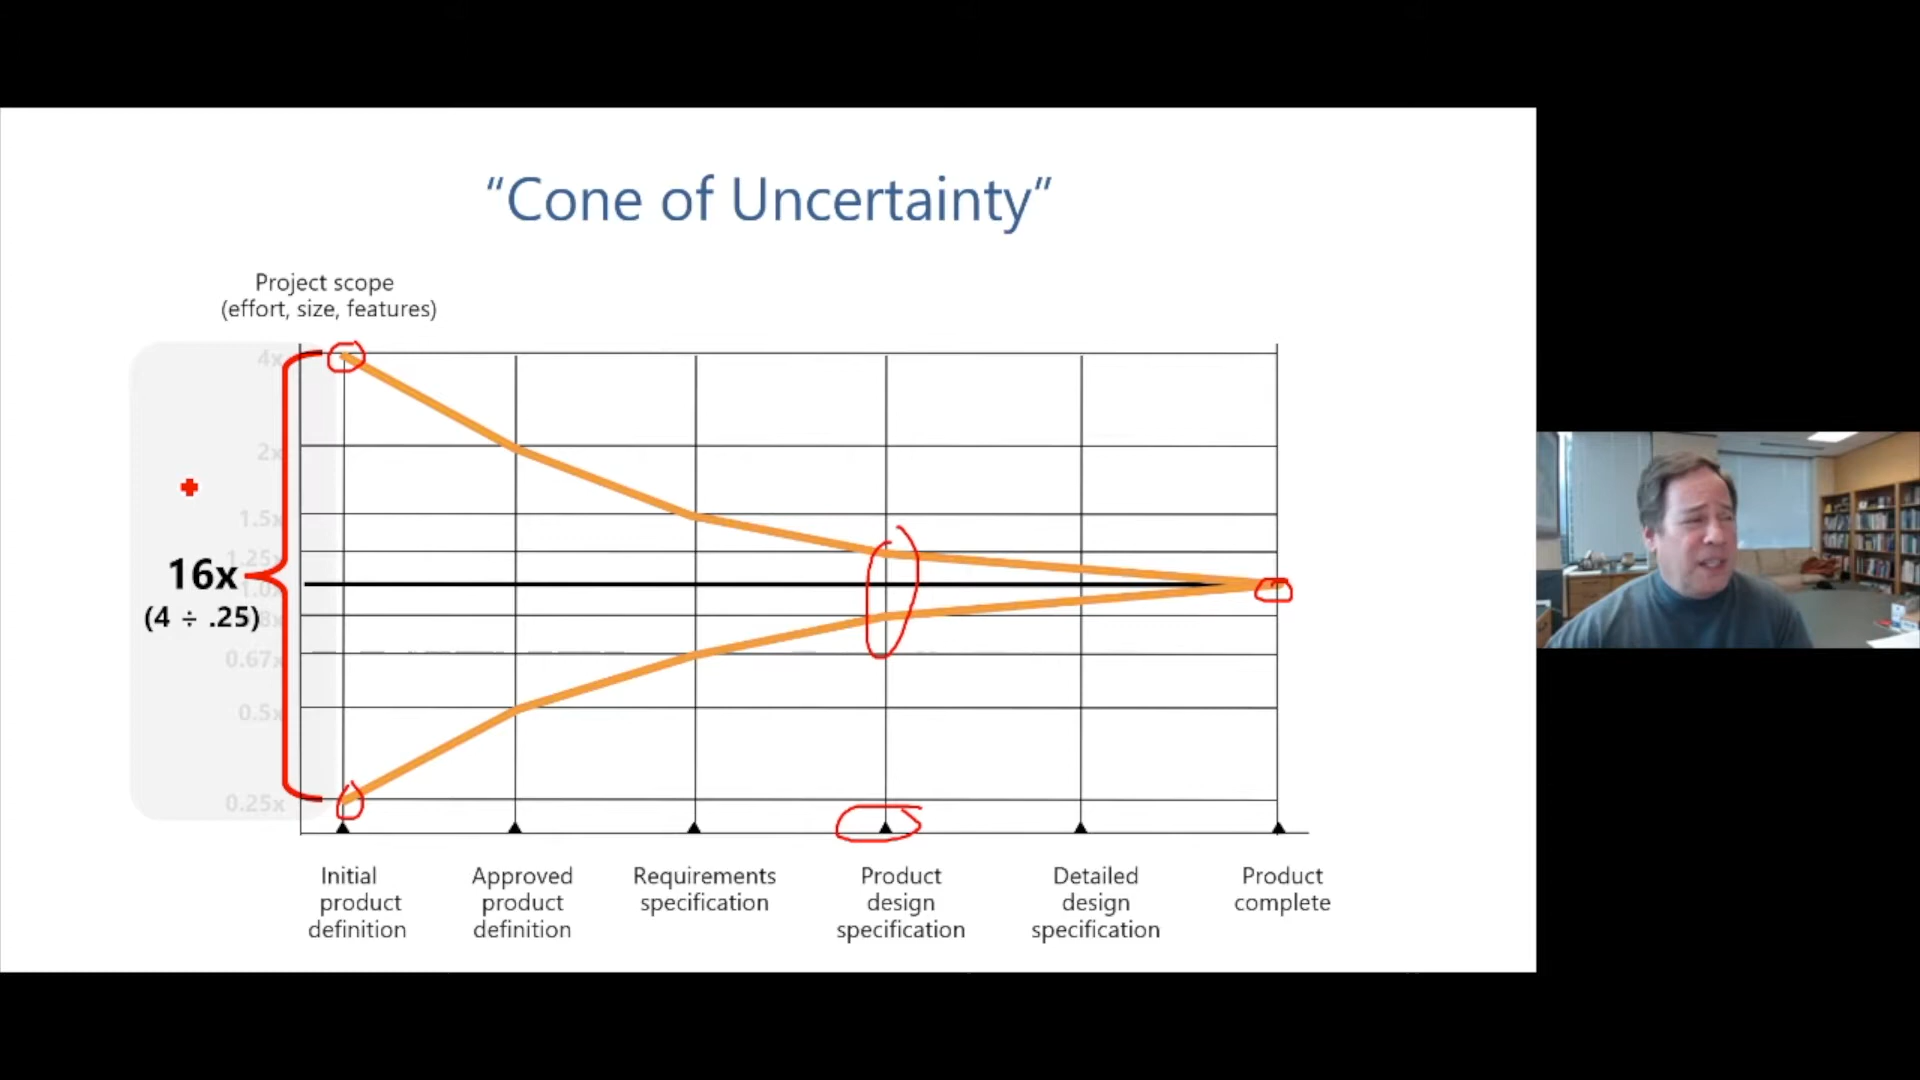 “Cone of Uncertainty”
Project scope
(effort, size, features)
4x
2x
1.5x
1.25x
16x
1.0x
(4 ÷ .25)
0.67x
0.5x
0.25x
Initial
product
definition
Approved
product
definition
Requirements
specification
Product
design
specification
Detailed
design
specification
Product
complete